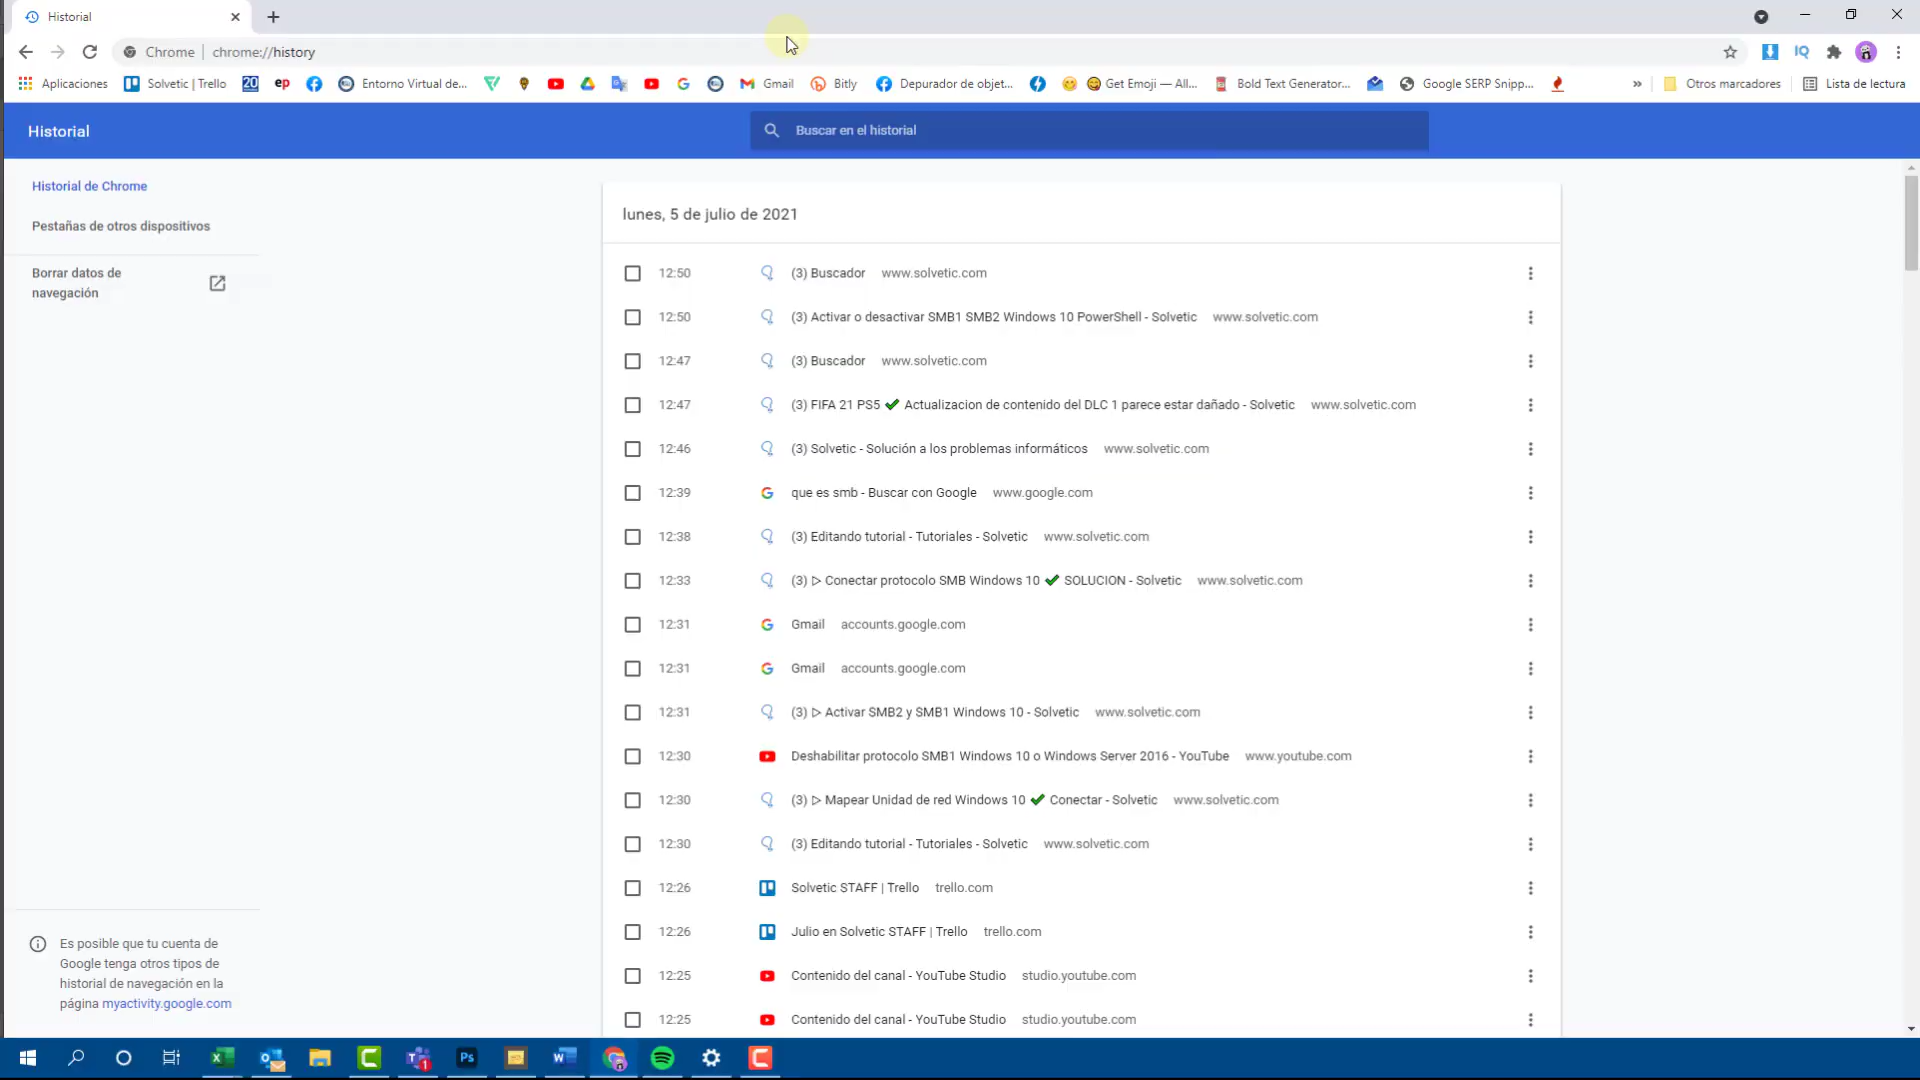 Historial
Chrome | chrome://history
Aplicaciones
Solvetic | Trello
20
ep
Entorno Virtual de...
Gmail
Bitly
Depurador de objet...
Get Emoji — All...
Bold Text Generator...
Google SERP Snipp...
»
Otros marcadores
Lista de lectura
Historial
Buscar en el historial
Historial de Chrome
Pestañas de otros dispositivos
Borrar datos de
navegación
lunes, 5 de julio de 2021
12:50 (3) Buscador www.solvetic.com
12:50 (3) Activar o desactivar SMB1 SMB2 Windows 10 PowerShell - Solvetic www.solvetic.com
12:47 (3) Buscador www.solvetic.com
12:47 (3) FIFA 21 PS5 ✔ Actualizacion de contenido del DLC 1 parece estar dañado - Solvetic www.solvetic.com
12:46 (3) Solvetic - Solución a los problemas informáticos www.solvetic.com
12:39 que es smb - Buscar con Google www.google.com
12:38 (3) Editando tutorial - Tutoriales - Solvetic www.solvetic.com
12:33 (3) ▷ Conectar protocolo SMB Windows 10 ✔ SOLUCION - Solvetic www.solvetic.com
12:31 Gmail accounts.google.com
12:31 Gmail accounts.google.com
12:31 (3) ▷ Activar SMB2 y SMB1 Windows 10 - Solvetic www.solvetic.com
12:30 Deshabilitar protocolo SMB1 Windows 10 o Windows Server 2016 - YouTube www.youtube.com
12:30 (3) ▷ Mapear Unidad de red Windows 10 ✔ Conectar - Solvetic www.solvetic.com
12:30 (3) Editando tutorial - Tutoriales - Solvetic www.solvetic.com
12:26 Solvetic STAFF | Trello trello.com
12:26 Julio en Solvetic STAFF | Trello trello.com
12:25 Contenido del canal - YouTube Studio studio.youtube.com
12:25 Contenido del canal - YouTube Studio studio.youtube.com
Es posible que tu cuenta de
Google tenga otros tipos de
historial de navegación en la
página myactivity.google.com